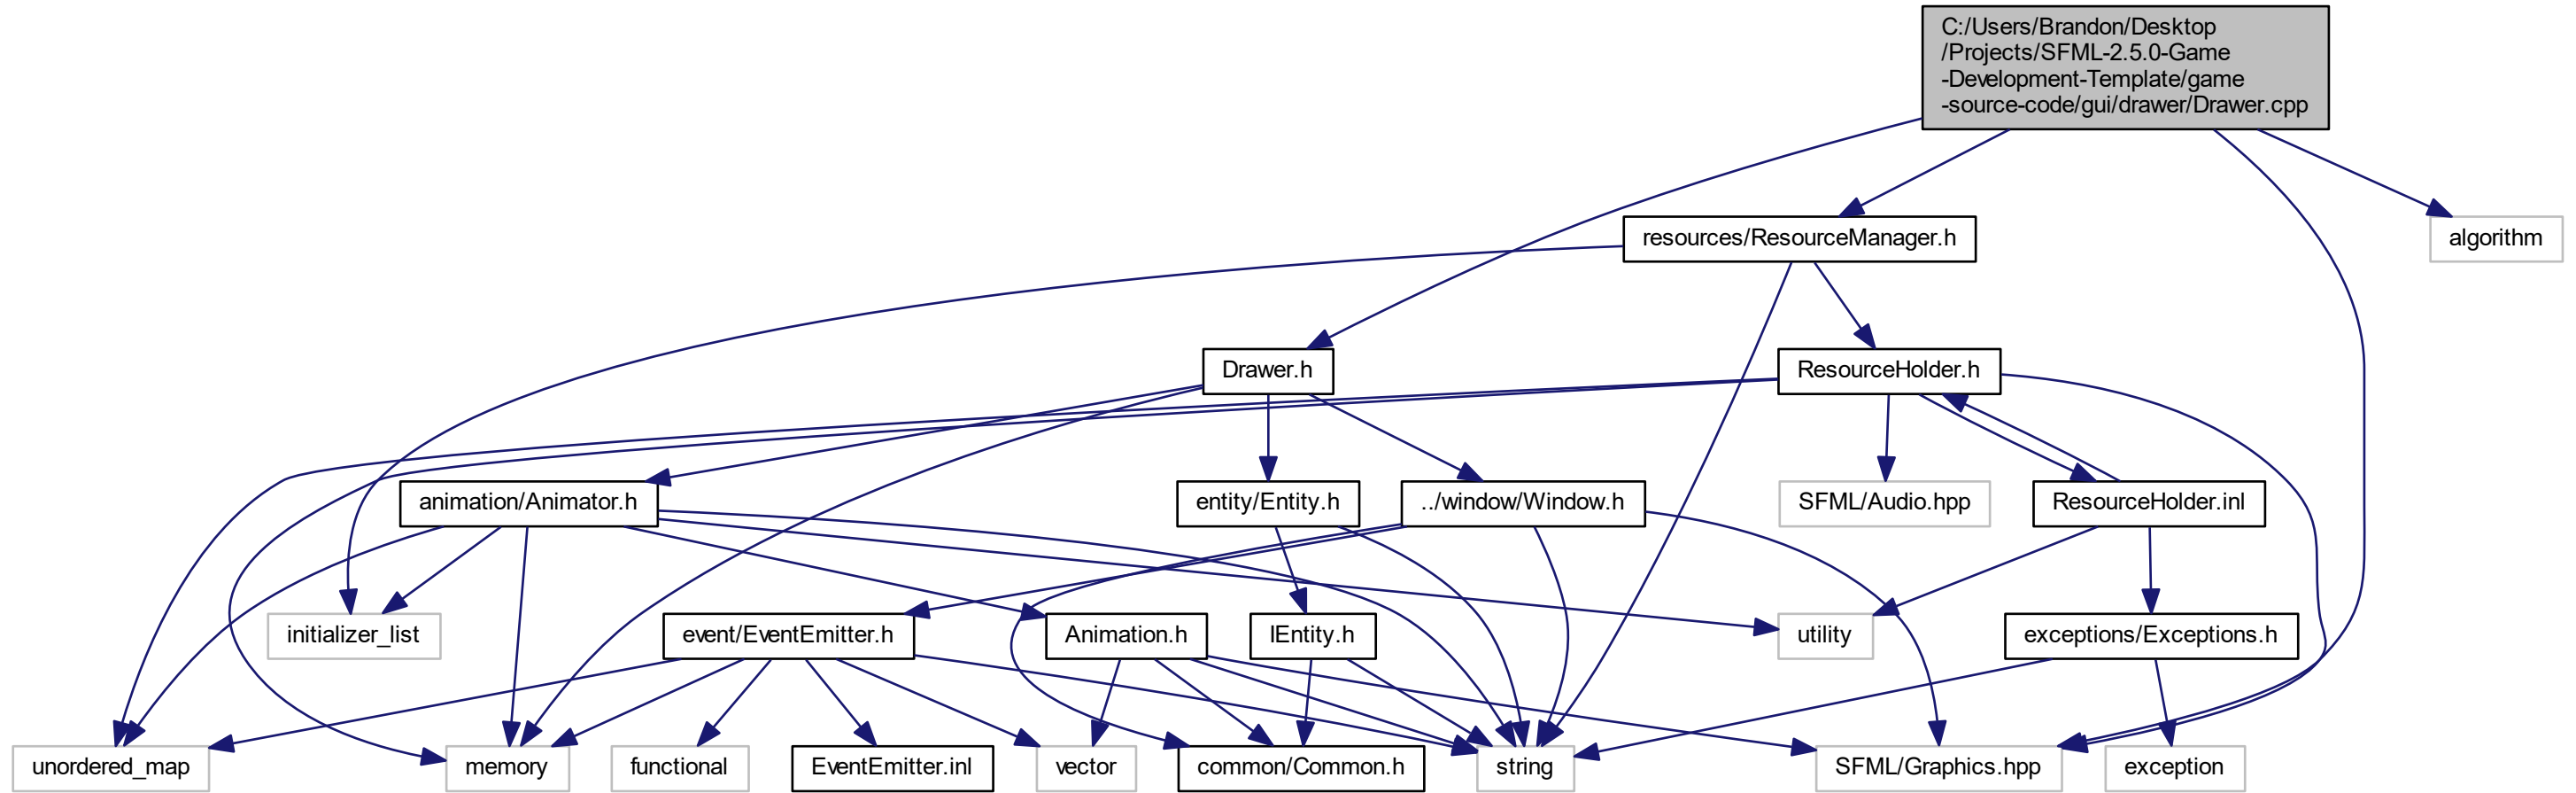 C:/Users/Brandon/Desktop
/Projects/SFML-2.5.0-Game
-Development-Template/game
-source-code/gui/drawer/Drawer.cpp
resources/ResourceManager.h
algorithm
Drawer.h
ResourceHolder.h
animation/Animator.h
entity/Entity.h
../window/Window.h
SFML/Audio.hpp
ResourceHolder.inl
initializer_list
event/EventEmitter.h
Animation.h
IEntity.h
utility
exceptions/Exceptions.h
unordered_map
memory
functional
EventEmitter.inl
vector
common/Common.h
string
SFML/Graphics.hpp
exception